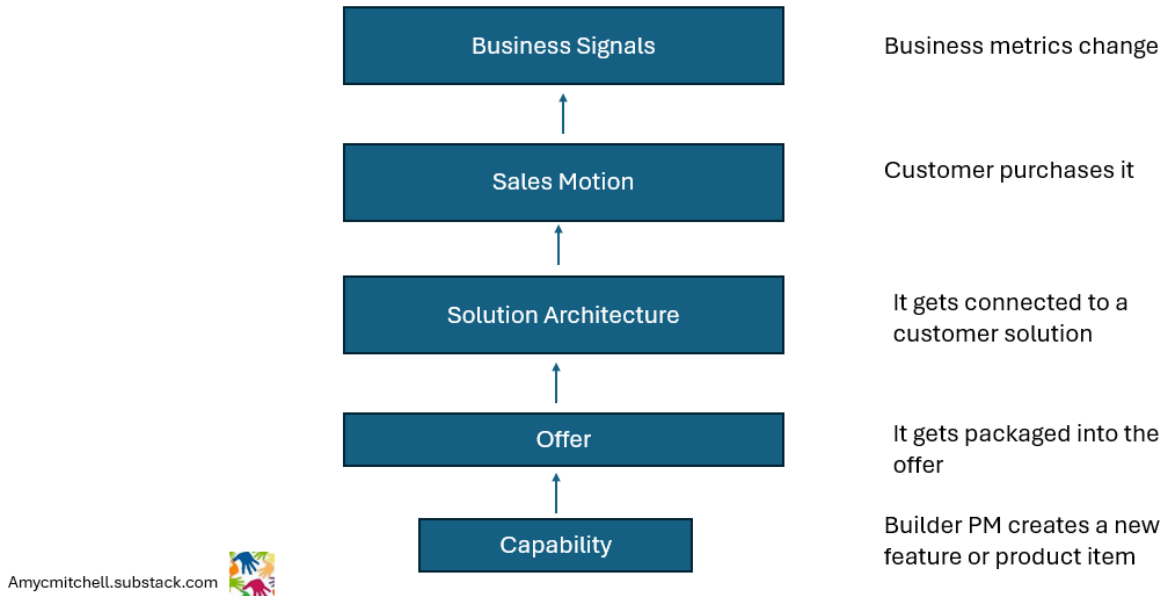 Business Signals
Business metrics change
Sales Motion
Customer purchases it
Solution Architecture
It gets connected to a
customer solution
Offer
It gets packaged into the
offer
Capability
Builder PM creates a new
feature or product item
Amycmitchell.substack.com